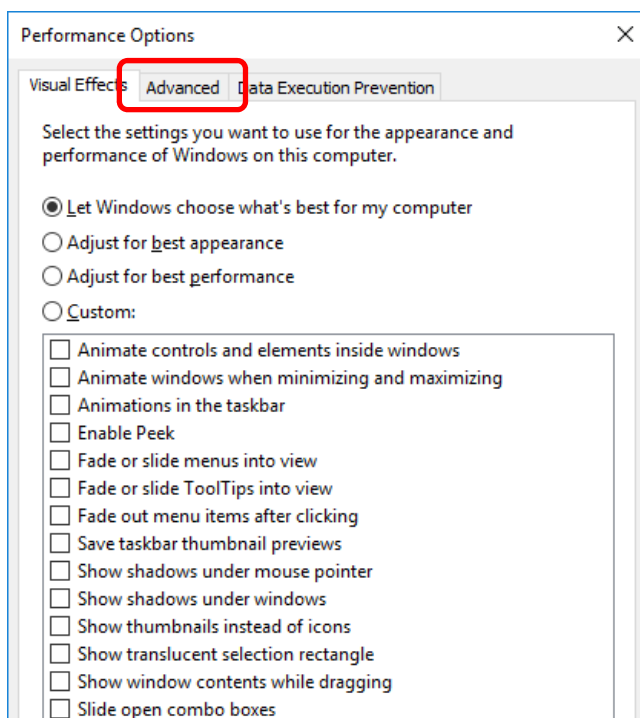 Performance Options
Visual Effects Advanced Data Execution Prevention
Select the settings you want to use for the appearance and
performance of Windows on this computer.
Let Windows choose what's best for my computer
Adjust for best appearance
Adjust for best performance
Custom:
Animate controls and elements inside windows
Animate windows when minimizing and maximizing
Animations in the taskbar
Enable Peek
Fade or slide menus into view
Fade or slide ToolTips into view
Fade out menu items after clicking
Save taskbar thumbnail previews
Show shadows under mouse pointer
Show shadows under windows
Show thumbnails instead of icons
Show translucent selection rectangle
Show window contents while dragging
Slide open combo boxes